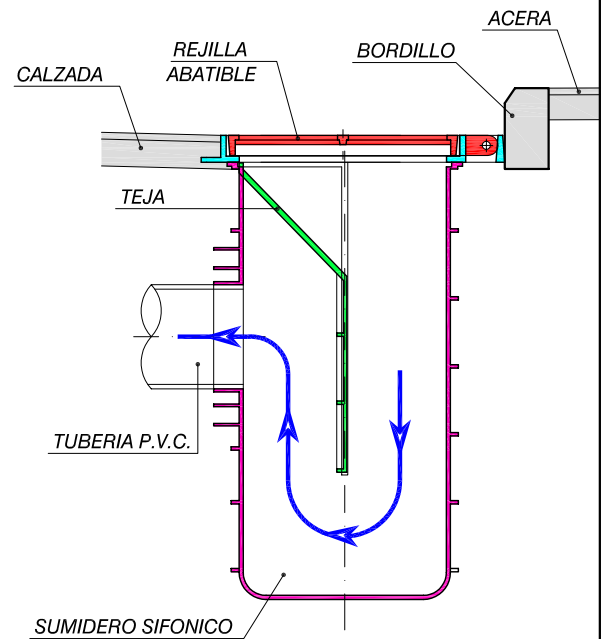 ACERA
REJILLA
ABATIBLE
BORDILLO
CALZADA
TEJA
TUBERIA P.V.C.
SUMIDERO SIFONICO